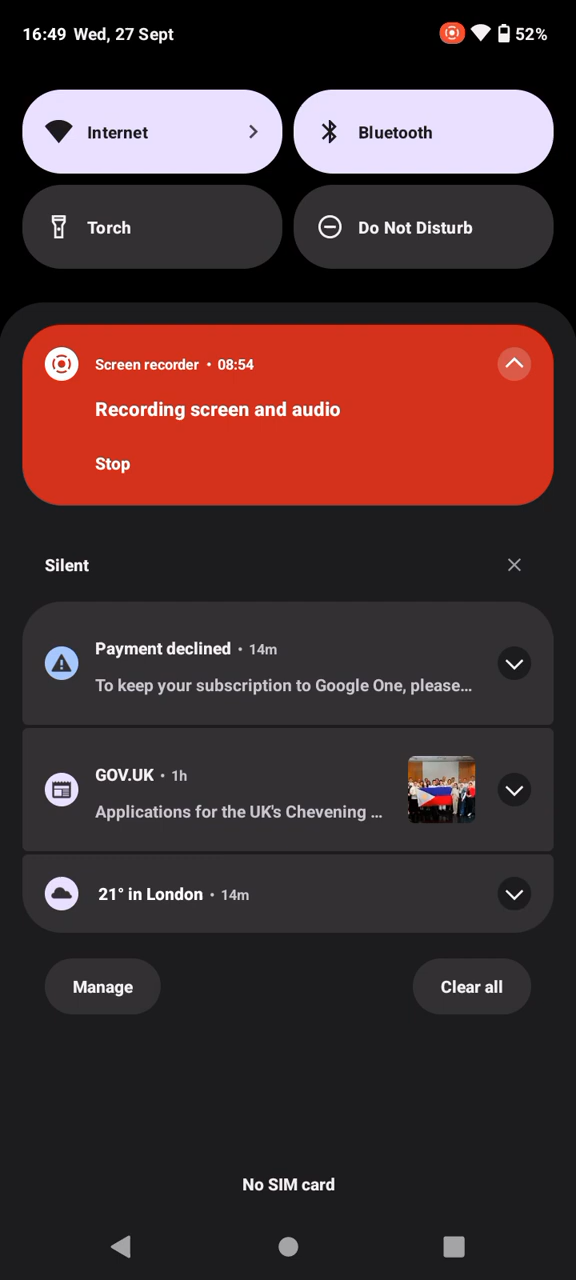 16:49 Wed, 27 Sept 52%
Internet
Bluetooth
Torch
Do Not Disturb
Screen recorder • 08:54
Recording screen and audio
Stop
Silent
Payment declined • 14m
To keep your subscription to Google One, please...
GOV.UK • 1h
Applications for the UK's Chevening ...
21° in London • 14m
Manage
Clear all
No SIM card